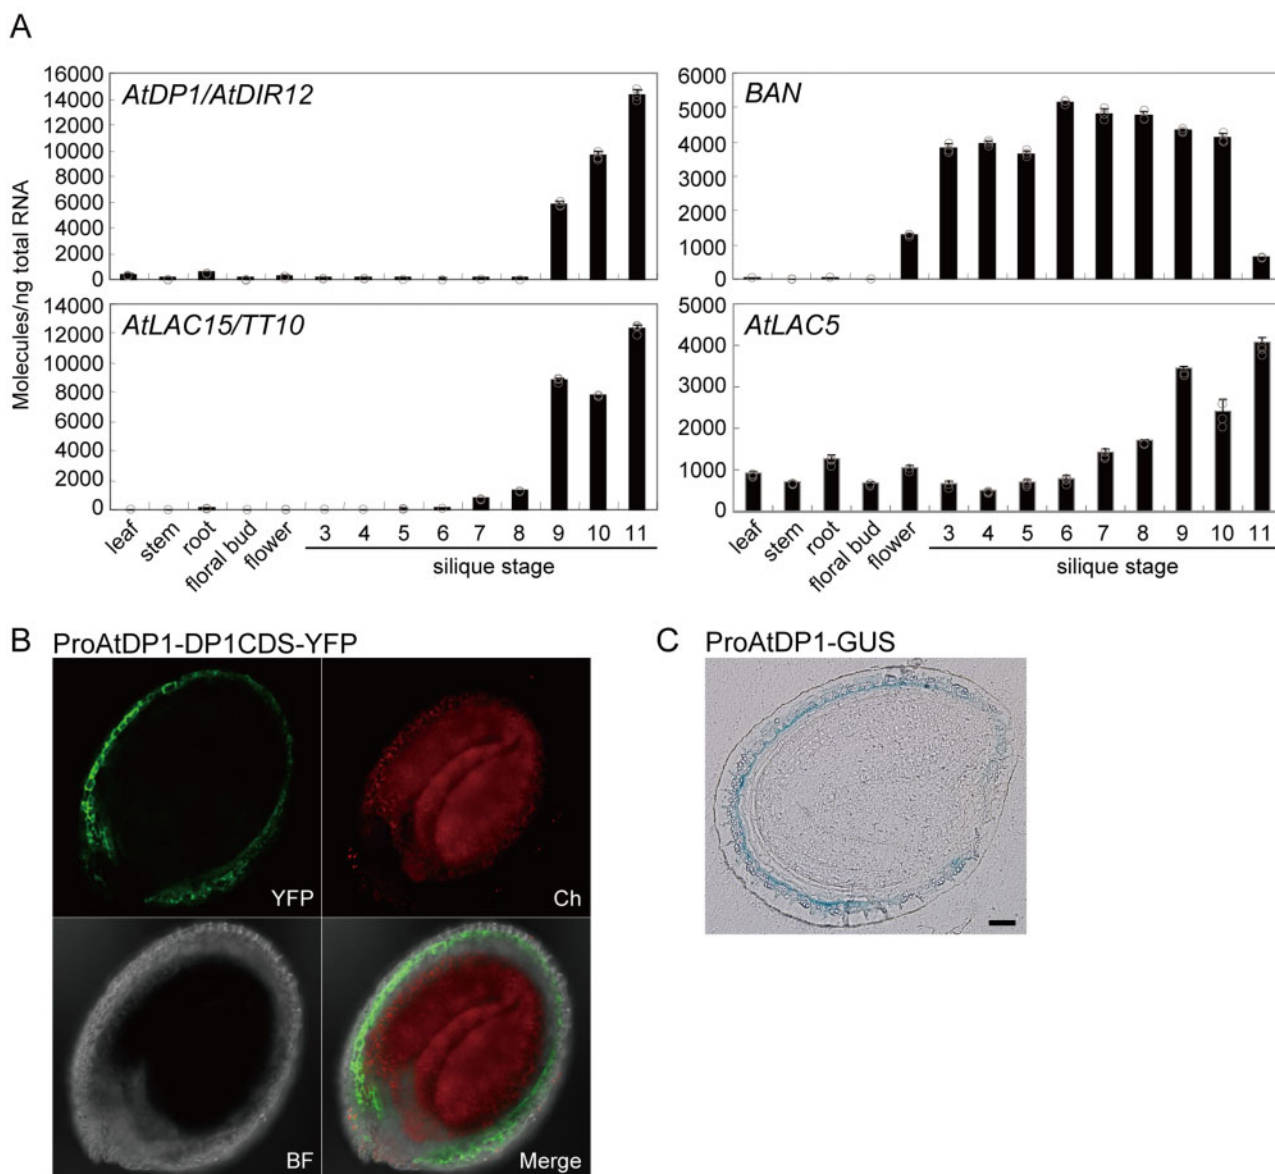 A
Molecules/ng total RNA
AtDP1/AtDIR12
16000
14000
12000
10000
8000
6000
4000
2000
0
BAN
6000
5000
4000
3000
2000
1000
0
AtLAC15/TT10
14000
12000
10000
8000
6000
4000
2000
0
leaf
stem
root
floral bud
flower
3 4 5 6 7 8 9 10 11
silique stage
AtLAC5
4000
3000
2000
1000
0
leaf
stem
root
floral bud
flower
3 4 5 6 7 8 9 10 11
silique stage
B ProAtDP1-DP1CDS-YFP
YFP
Ch
BF
Merge
C ProAtDP1-GUS